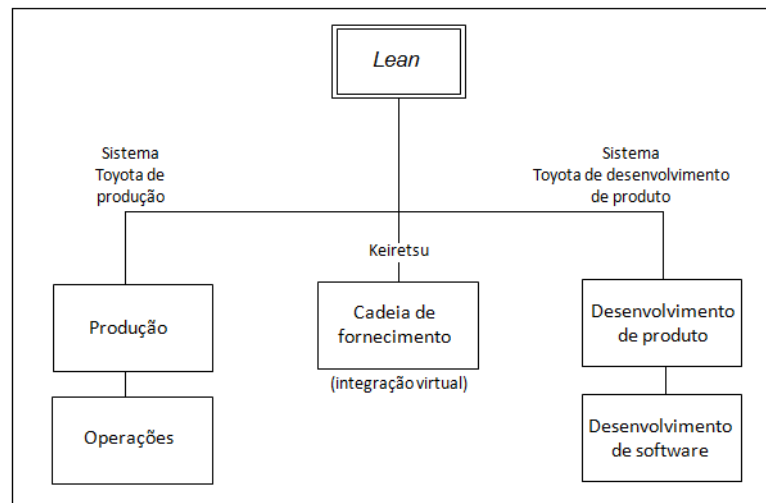 Lean
Sistema
Toyota de
produção
Sistema
Toyota de desenvolvimento
de produto
Keiretsu
Produção
Cadeia de
fornecimento
(integração virtual)
Desenvolvimento
de produto
Operações
Desenvolvimento
de software